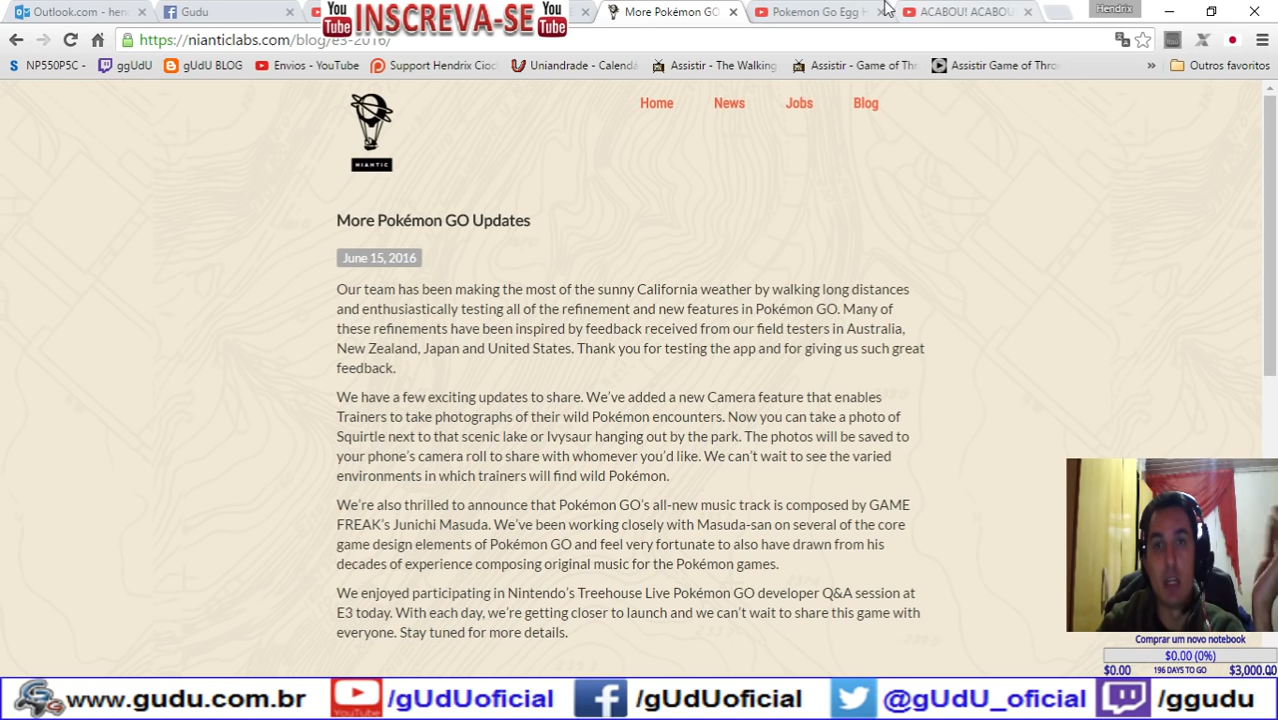 Outlook.com - hen
Gudu
You Tube INSCREVA-SE You Tube
More Pokémon GO
Pokemon Go Egg H
ACABOU! ACABOU
Hendrix
https://nianticlabs.com/blog/e3-2016/
NP550P5C -
ggUdU
gUdU BLOG
Envios - YouTube
Support Hendrix Cioc
Uniandrade - Calenda
Assistir - The Walking
Assistir - Game of Thr
Assistir Game of Thro
»
Outros favoritos
NIANTIC
Home
News
Jobs
Blog
More Pokémon GO Updates
June 15, 2016
Our team has been making the most of the sunny California weather by walking long distances
and enthusiastically testing all of the refinement and new features in Pokémon GO. Many of
these refinements have been inspired by feedback received from our field testers in Australia,
New Zealand, Japan and United States. Thank you for testing the app and for giving us such great
feedback.
We have a few exciting updates to share. We've added a new Camera feature that enables
Trainers to take photographs of their wild Pokémon encounters. Now you can take a photo of
Squirtle next to that scenic lake or Ivysaur hanging out by the park. The photos will be saved to
your phone's camera roll to share with whomever you'd like. We can't wait to see the varied
environments in which trainers will find wild Pokémon.
We're also thrilled to announce that Pokémon GO's all-new music track is composed by GAME
FREAK's Junichi Masuda. We've been working closely with Masuda-san on several of the core
game design elements of Pokémon GO and feel very fortunate to also have drawn from his
decades of experience composing original music for the Pokémon games.
We enjoyed participating in Nintendo's Treehouse Live Pokémon GO developer Q&A session at
E3 today. With each day, we're getting closer to launch and we can't wait to share this game with
everyone. Stay tuned for more details.
Comprar um novo notebook
$0.00 (0%)
$0.00
196 DAYS TO GO
$3,000.00
www.gudu.com.br
YouTube
/gUdUoficial
/gUdUoficial
@gUdU_oficial
/ggudu